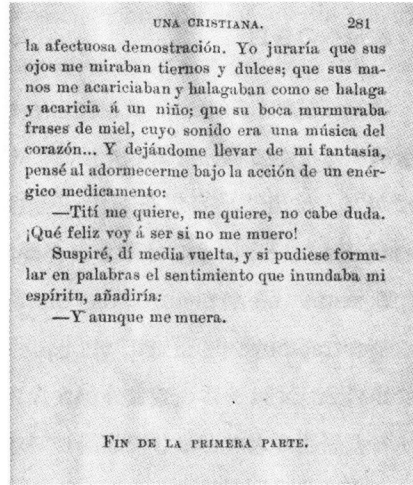 UNA CRISTIANA. 281
la afectuosa demostración. Yo juraría que sus
ojos me miraban tiernos y dulces; que sus ma-
nos me acariciaban y halagaban como se halaga
y acaricia á un niño; que su boca murmuraba
frases de miel, cuyo sonido era una música del
corazón... Y dejándome llevar de mi fantasía,
pensé al adormecerme bajo la acción de un enér-
gico medicamento:
—Tití me quiere, me quiere, no cabe duda.
¡Qué feliz voy á ser si no me muero!
Suspiré, dí media vuelta, y si pudiese formu-
lar en palabras el sentimiento que inundaba mi
espíritu, añadiría:
—Y aunque me muera.
FIN DE LA PRIMERA PARTE.